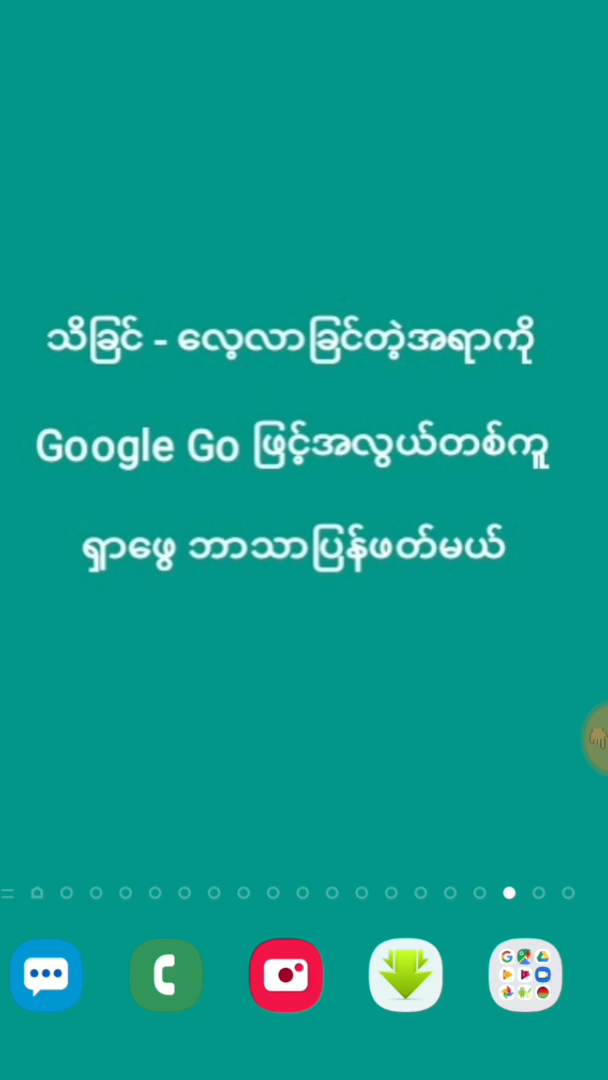 သိခြင် - လေ့လာခြင်တဲ့အရာကို
Google Go ဖြင့်အလွယ်တစ်ကူ
ရှာဖွေ ဘာသာပြန်ဖတ်မယ်